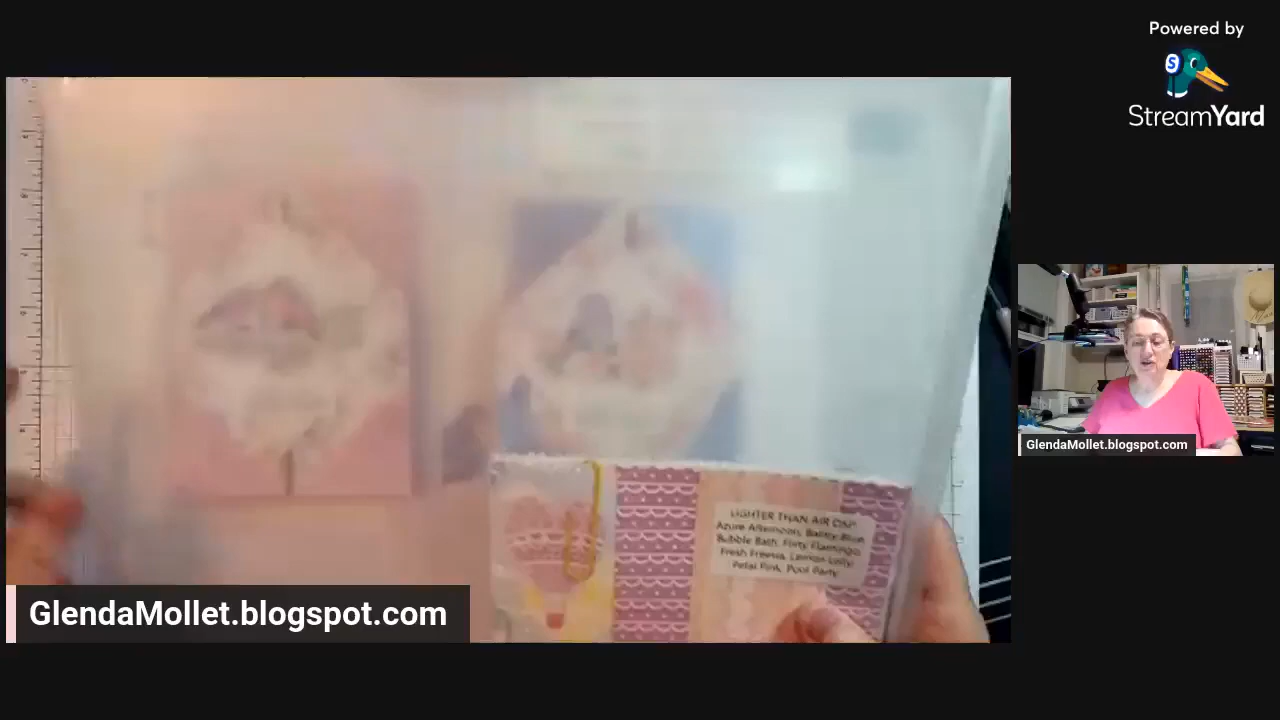 Powered by
StreamYard
LIGHTER THAN AIR DSP
Azure Afternoon, Balmy Blue,
Bubble Bath, Flirty Flamingo,
Fresh Freesia, Lemon Lolly,
Petal Pink, Pool Party
GlendaMollet.blogspot.com
GlendaMollet.blogspot.com